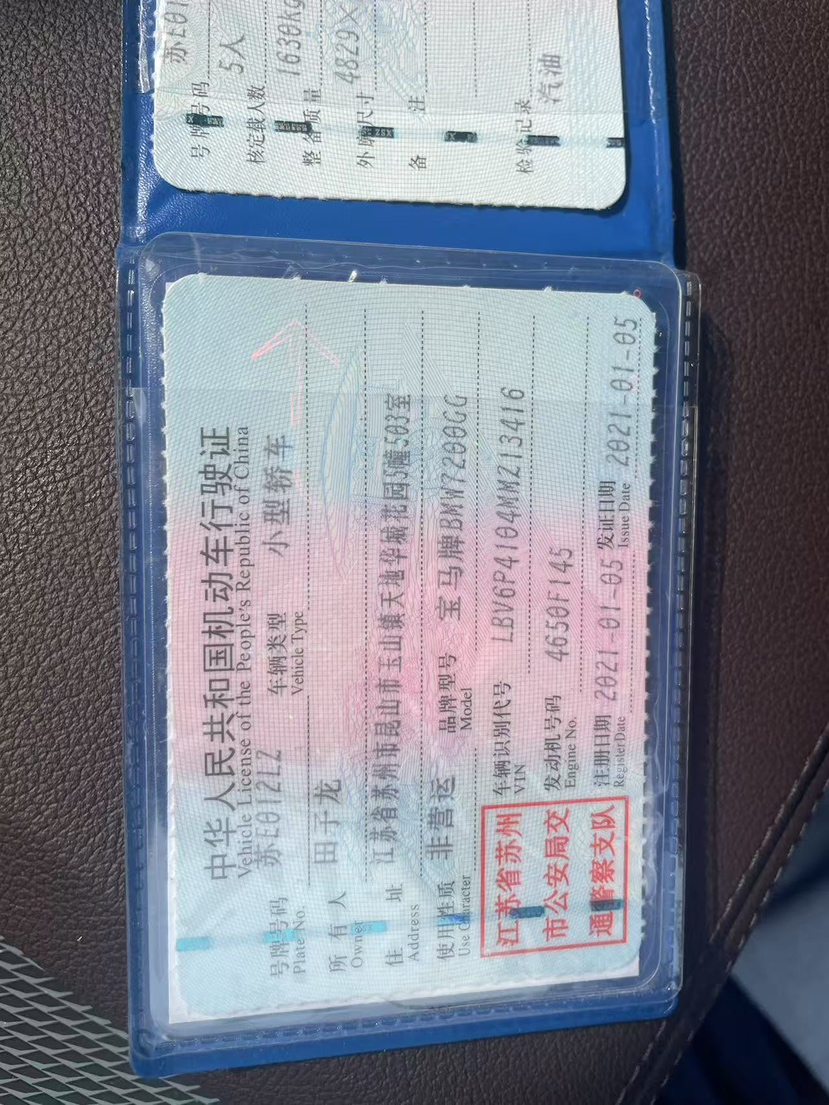 中华人民共和国机动车行驶证
Vehicle License of the People's Republic of China
号牌号码 苏E012LZ 车辆类型 小型轿车
Plate No. Vehicle Type
所有人 田子龙
Owner
住址 江苏省苏州市昆山市玉山镇天地华城花园5幢503室
Address
使用性质 非营运 品牌型号 宝马牌BMW7200GG
Use Character Model
江苏省苏州
市公安局交
通警察支队
车辆识别代号 LBV6P4104MMZ13416
VIN
发动机号码 4650F145
Engine No.
注册日期 2021-01-05 发证日期 2021-01-05
Register Date Issue Date
号牌号码 苏E01
核定载人数 5人
整备质量 1630kg
外廓尺寸 4829×
备注
检验记录 汽油